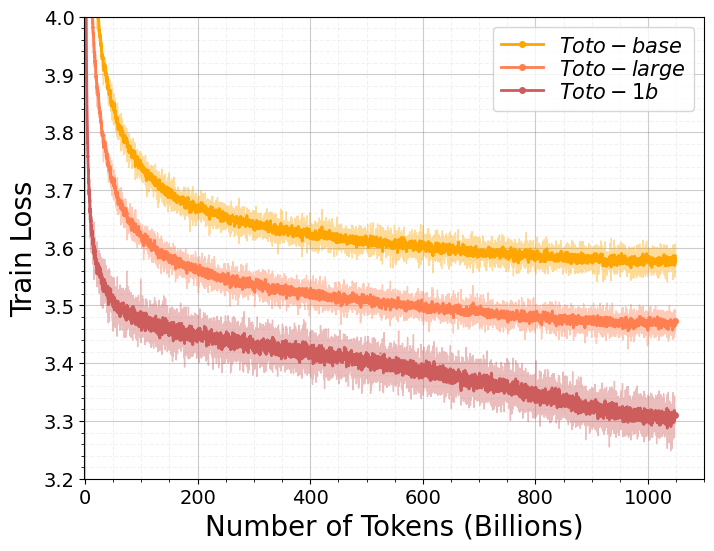 4.0
3.9
3.8
3.7
3.6
3.5
3.4
3.3
3.2
Train Loss
Toto - base
Toto - large
Toto - 1b
0 200 400 600 800 1000
Number of Tokens (Billions)